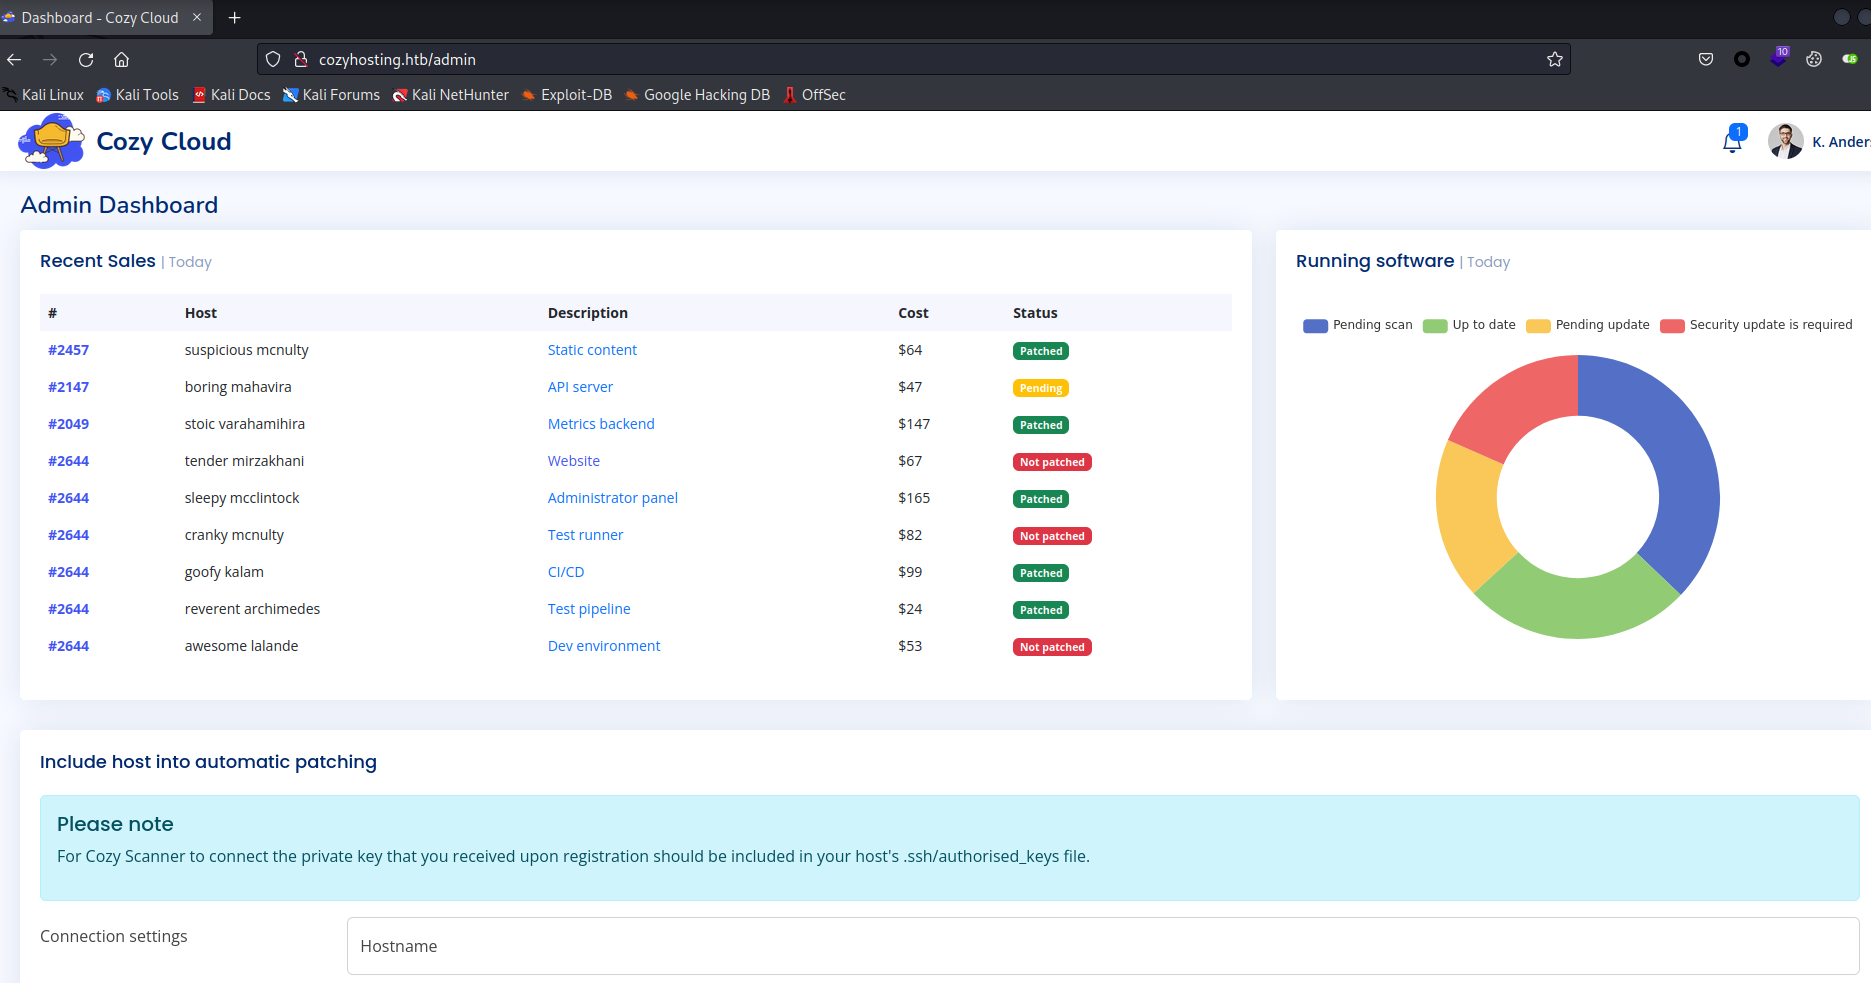 Dashboard - Cozy Cloud
cozyhosting.htb/admin
10
Kali Linux Kali Tools Kali Docs Kali Forums Kali NetHunter Exploit-DB Google Hacking DB OffSec
Cozy Cloud
1
K. Ander
Admin Dashboard
Recent Sales | Today
# Host Description Cost Status
#2457 suspicious mcnulty Static content $64 Patched
#2147 boring mahavira API server $47 Pending
#2049 stoic varahamihira Metrics backend $147 Patched
#2644 tender mirzakhani Website $67 Not patched
#2644 sleepy mcclintock Administrator panel $165 Patched
#2644 cranky mcnulty Test runner $82 Not patched
#2644 goofy kalam CI/CD $99 Patched
#2644 reverent archimedes Test pipeline $24 Patched
#2644 awesome lalande Dev environment $53 Not patched
Running software | Today
Pending scan Up to date Pending update Security update is required
Include host into automatic patching
Please note
For Cozy Scanner to connect the private key that you received upon registration should be included in your host's .ssh/authorised_keys file.
Connection settings
Hostname